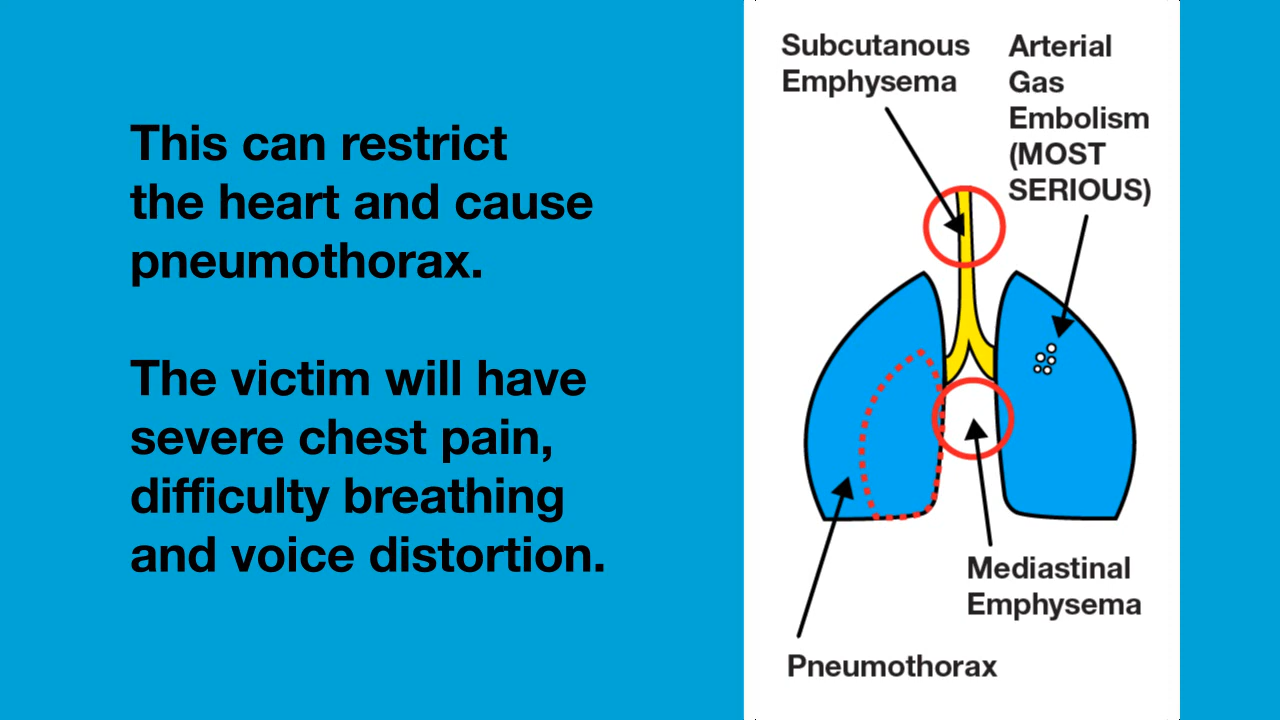 This can restrict
the heart and cause
pneumothorax.
The victim will have
severe chest pain,
difficulty breathing
and voice distortion.
Subcutanous
Emphysema
Arterial
Gas
Embolism
(MOST
SERIOUS)
Mediastinal
Emphysema
Pneumothorax